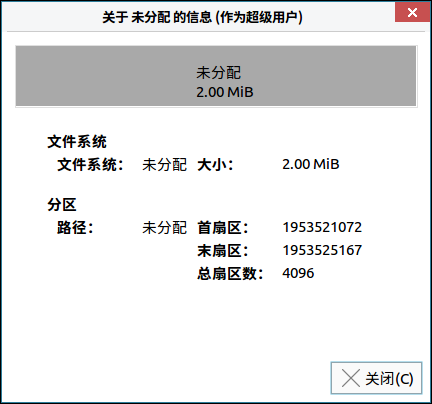 关于 未分配 的信息 (作为超级用户)
未分配
2.00 MiB
文件系统
文件系统： 未分配 大小： 2.00 MiB
分区
路径： 未分配 首扇区： 1953521072
末扇区： 1953525167
总扇区数： 4096
关闭(C)